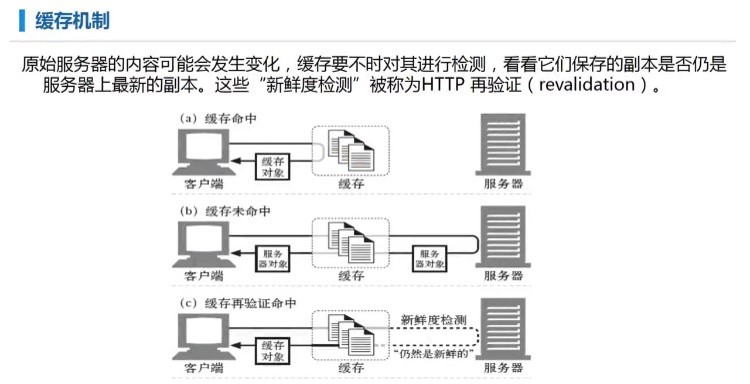 缓存机制
原始服务器的内容可能会发生变化，缓存要不时对其进行检测，看看它们保存的副本是否仍是
服务器上最新的副本。这些“新鲜度检测”被称为HTTP 再验证（revalidation）。
(a) 缓存命中
缓存
对象
客户端
缓存
服务器
(b) 缓存未命中
服务
器对象
服务
器对象
客户端
缓存
服务器
(c) 缓存再验证命中
新鲜度检测
缓存
对象
“仍然是新鲜的”
客户端
缓存
服务器